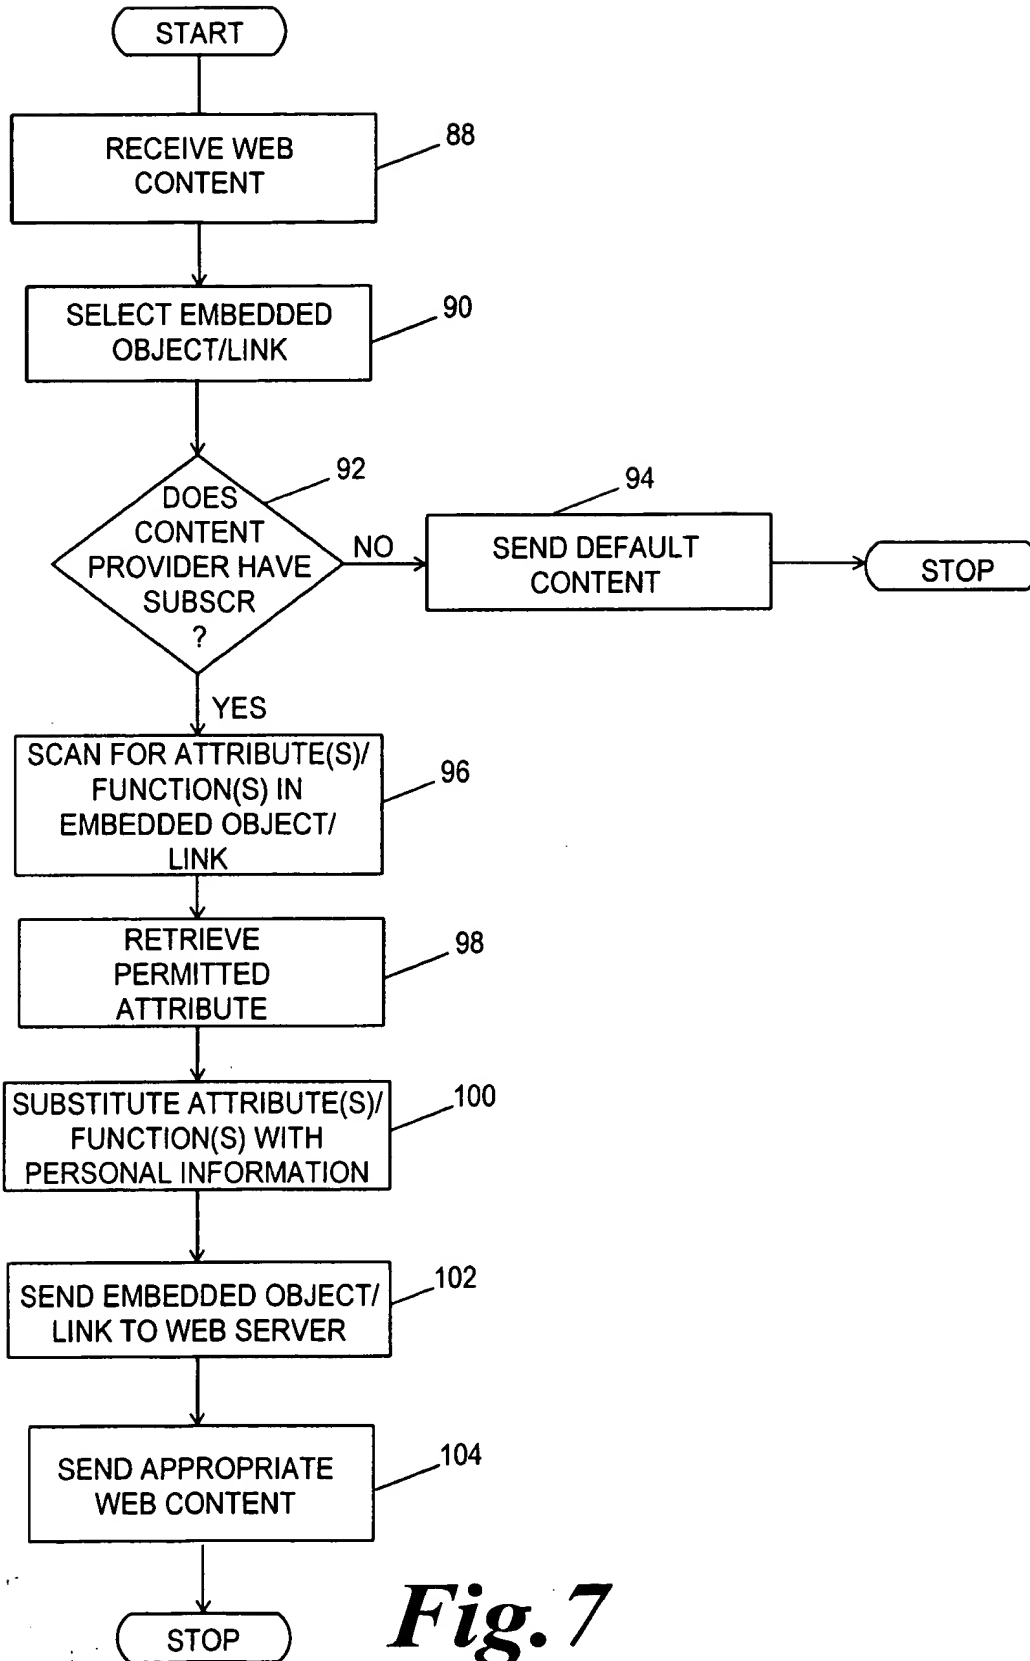 START
RECEIVE WEB
CONTENT
88
SELECT EMBEDDED
OBJECT/LINK
90
DOES
CONTENT
PROVIDER HAVE
SUBSCR
?
92
NO
SEND DEFAULT
CONTENT
94
STOP
YES
SCAN FOR ATTRIBUTE(S)/
FUNCTION(S) IN
EMBEDDED OBJECT/
LINK
96
RETRIEVE
PERMITTED
ATTRIBUTE
98
SUBSTITUTE ATTRIBUTE(S)/
FUNCTION(S) WITH
PERSONAL INFORMATION
100
SEND EMBEDDED OBJECT/
LINK TO WEB SERVER
102
SEND APPROPRIATE
WEB CONTENT
104
STOP
Fig. 7